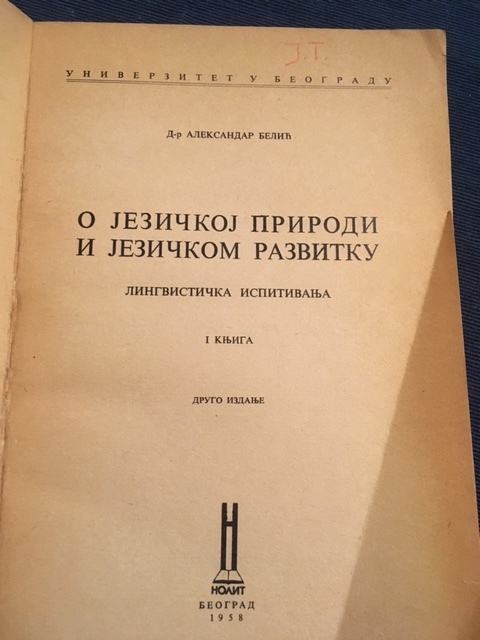 J.T.
УНИВЕРЗИТЕТ У БЕОГРАДУ
Д-р АЛЕКСАНДАР БЕЛИЋ
О ЈЕЗИЧКОЈ ПРИРОДИ
И ЈЕЗИЧКОМ РАЗВИТКУ
ЛИНГВИСТИЧКА ИСПИТИВАЊА
I КЊИГА
ДРУГО ИЗДАЊЕ
НОЛИТ
БЕОГРАД
1958